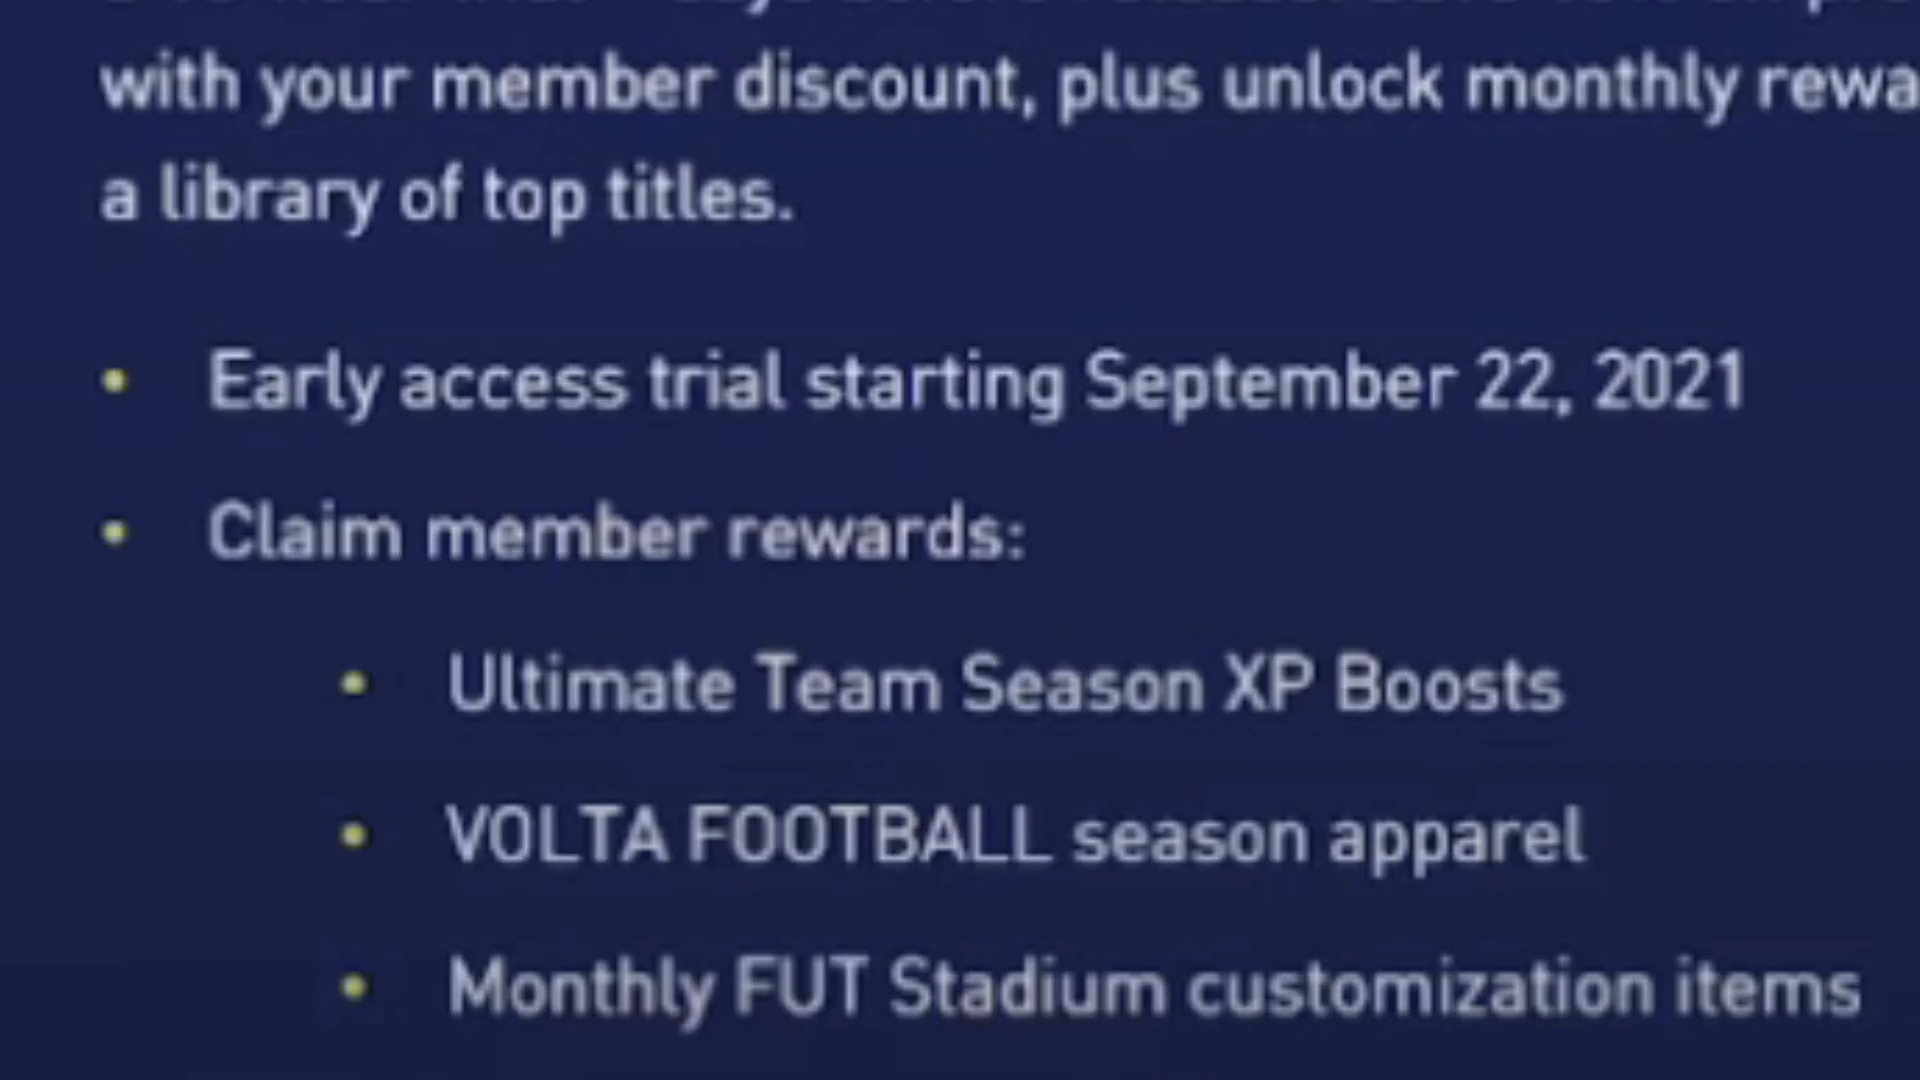 with your member discount, plus unlock monthly
a library of top titles.
• Early access trial starting September 22, 2021
• Claim member rewards:
• Ultimate Team Season XP Boosts
• VOLTA FOOTBALL season apparel
• Monthly FUT Stadium customization items